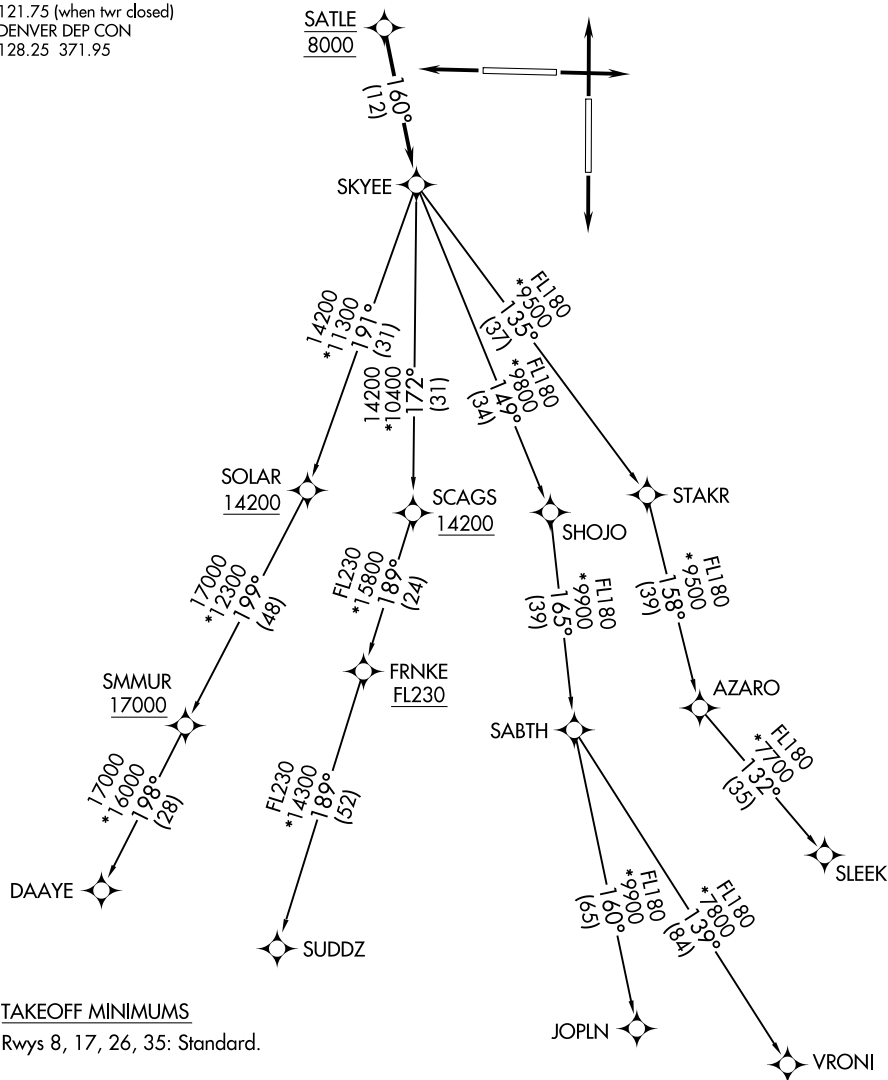 121.75 (when twr closed)
DENVER DEP CON
128.25 371.95
SATLE
8000
160°
(12)
SKYEE
14200
*11300
191°
(31)
14200
*10400
172°
(31)
FL180
*9800
149°
(34)
FL180
*9500
135°
(37)
SOLAR
14200
SCAGS
14200
SHOJO
STAKR
17000
*12300
199°
(48)
FL230
*15800
189°
(24)
FL180
*9900
165°
(39)
FL180
*9500
158°
(39)
SMMUR
17000
FRNKE
FL230
SABTH
AZARO
17000
*16000
198°
(28)
FL230
*14300
189°
(52)
FL180
*7700
132°
(35)
DAAYE
SUDDZ
SLEEK
FL180
*9900
160°
(65)
FL180
*7800
139°
(84)
JOPLN
VRONI
TAKEOFF MINIMUMS
Rwys 8, 17, 26, 35: Standard.